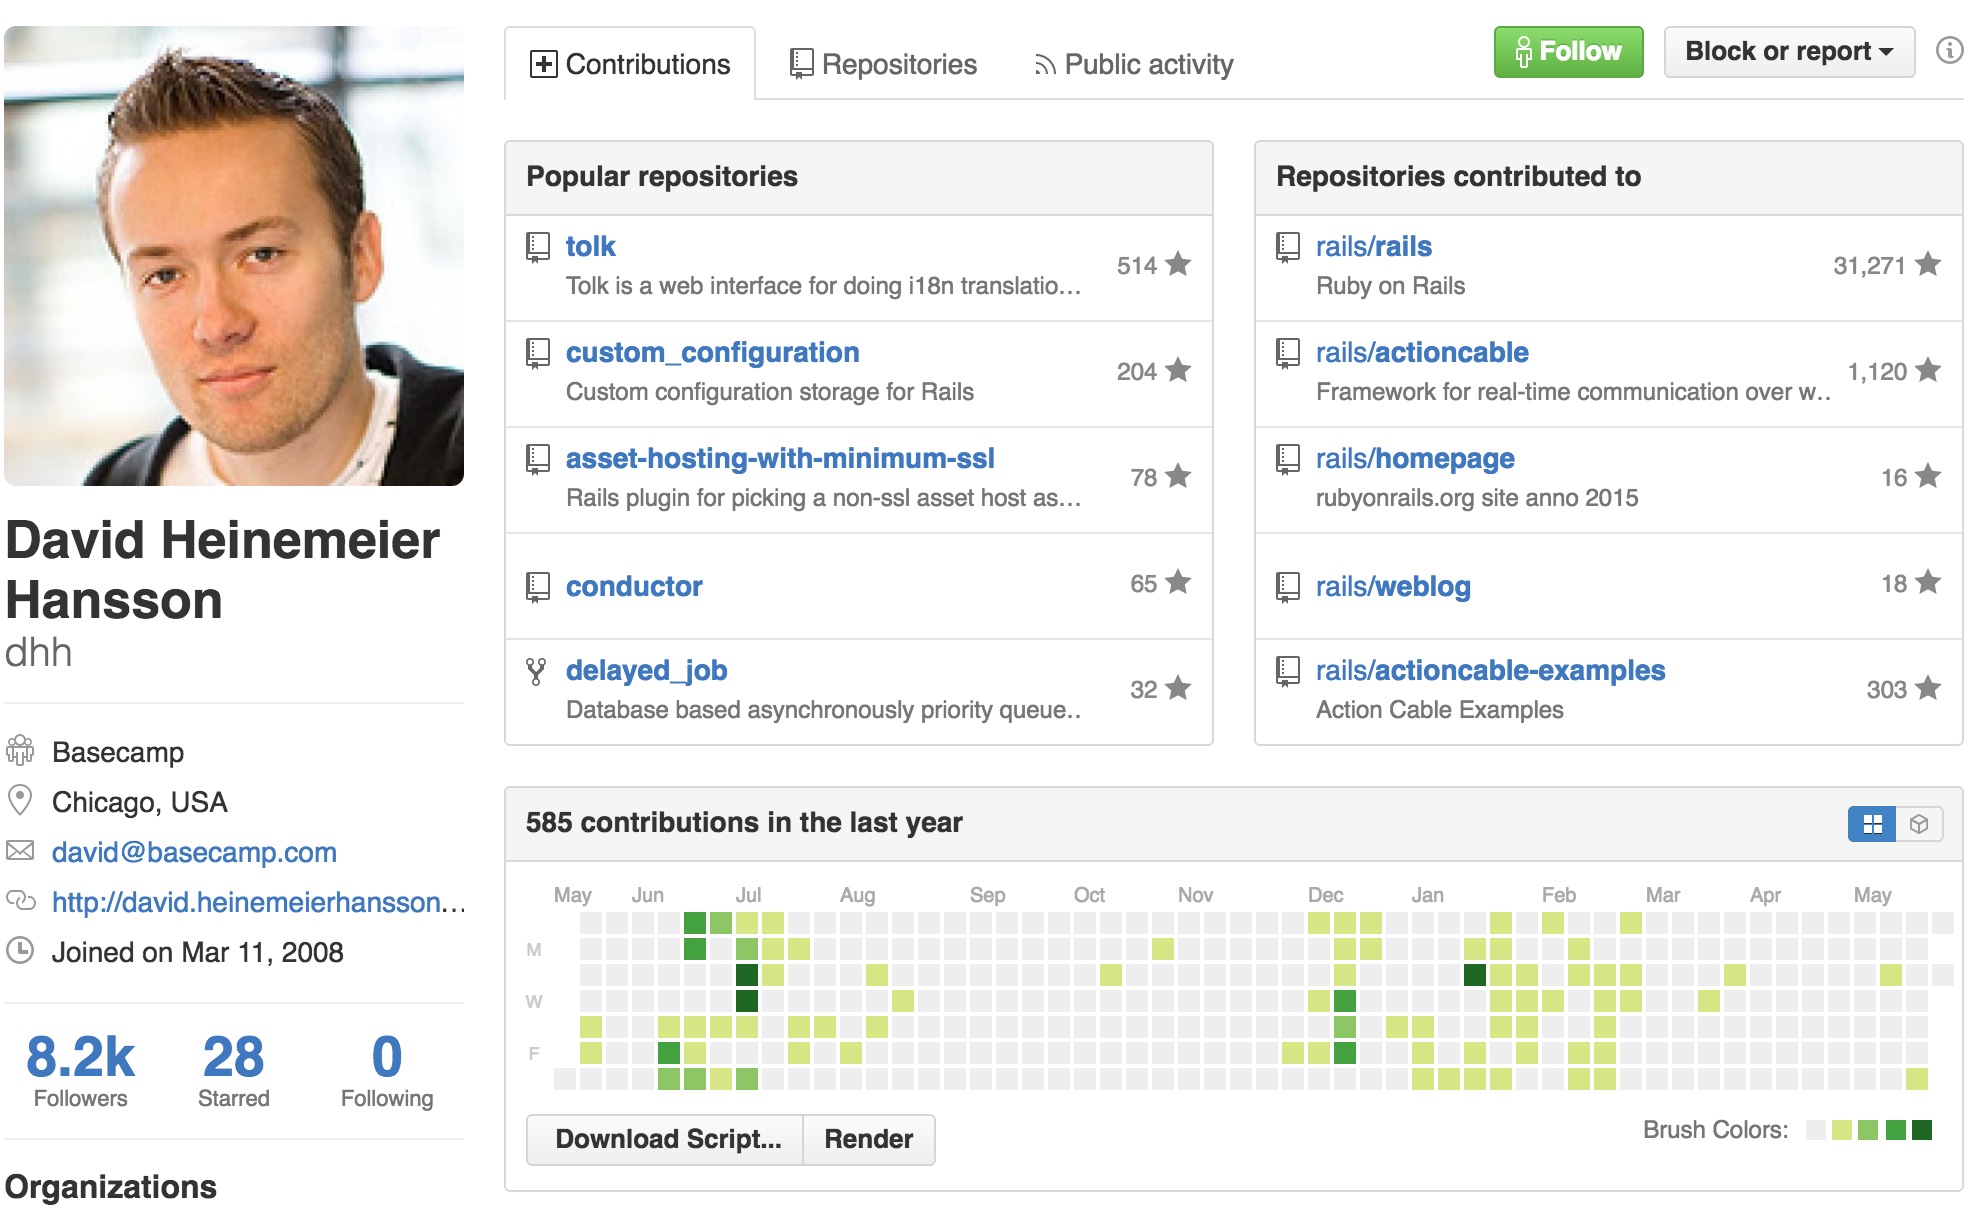 Contributions
Repositories
Public activity
Follow
Block or report
David Heinemeier
Hansson
dhh
Basecamp
Chicago, USA
david@basecamp.com
http://david.heinemeierhansson...
Joined on Mar 11, 2008
8.2k 28 0
Followers Starred Following
Organizations
Popular repositories
tolk
514
Tolk is a web interface for doing i18n translatio...
custom_configuration
204
Custom configuration storage for Rails
asset-hosting-with-minimum-ssl
78
Rails plugin for picking a non-ssl asset host as...
conductor
65
delayed_job
32
Database based asynchronously priority queue..
Repositories contributed to
rails/rails
31,271
Ruby on Rails
rails/actioncable
1,120
Framework for real-time communication over w..
rails/homepage
16
rubyonrails.org site anno 2015
rails/weblog
18
rails/actioncable-examples
303
Action Cable Examples
585 contributions in the last year
May Jun Jul Aug Sep Oct Nov Dec Jan Feb Mar Apr May
M
W
F
Download Script... Render
Brush Colors: